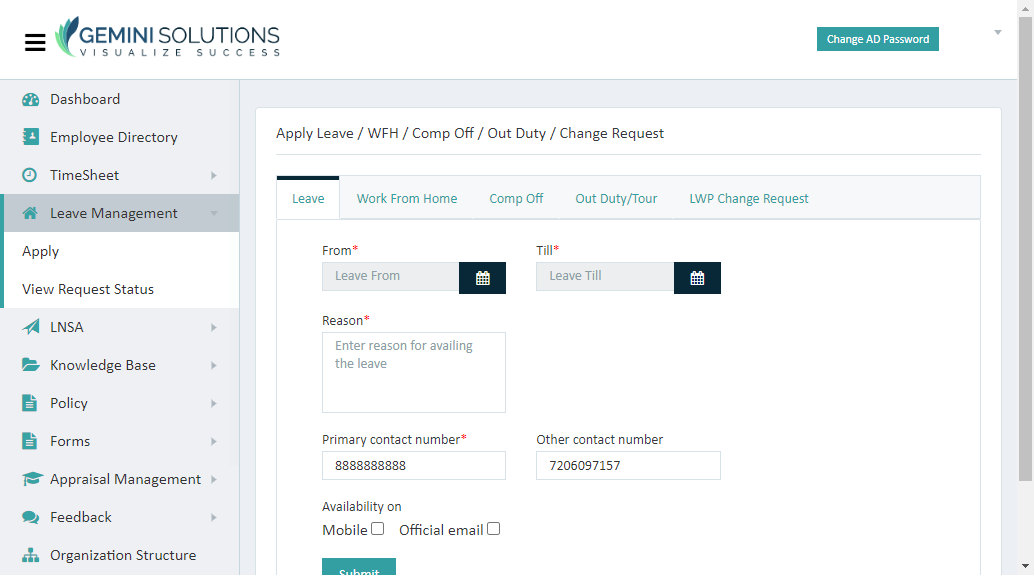 GEMINI SOLUTIONS
VISUALIZE SUCCESS
Change AD Password
Dashboard
Employee Directory
TimeSheet
Leave Management
Apply
View Request Status
LNSA
Knowledge Base
Policy
Forms
Appraisal Management
Feedback
Organization Structure
Apply Leave / WFH / Comp Off / Out Duty / Change Request
Leave Work From Home Comp Off Out Duty/Tour LWP Change Request
From* Till*
Leave From Leave Till
Reason*
Enter reason for availing
the leave
Primary contact number* Other contact number
8888888888 7206097157
Availability on
Mobile Official email
Submit